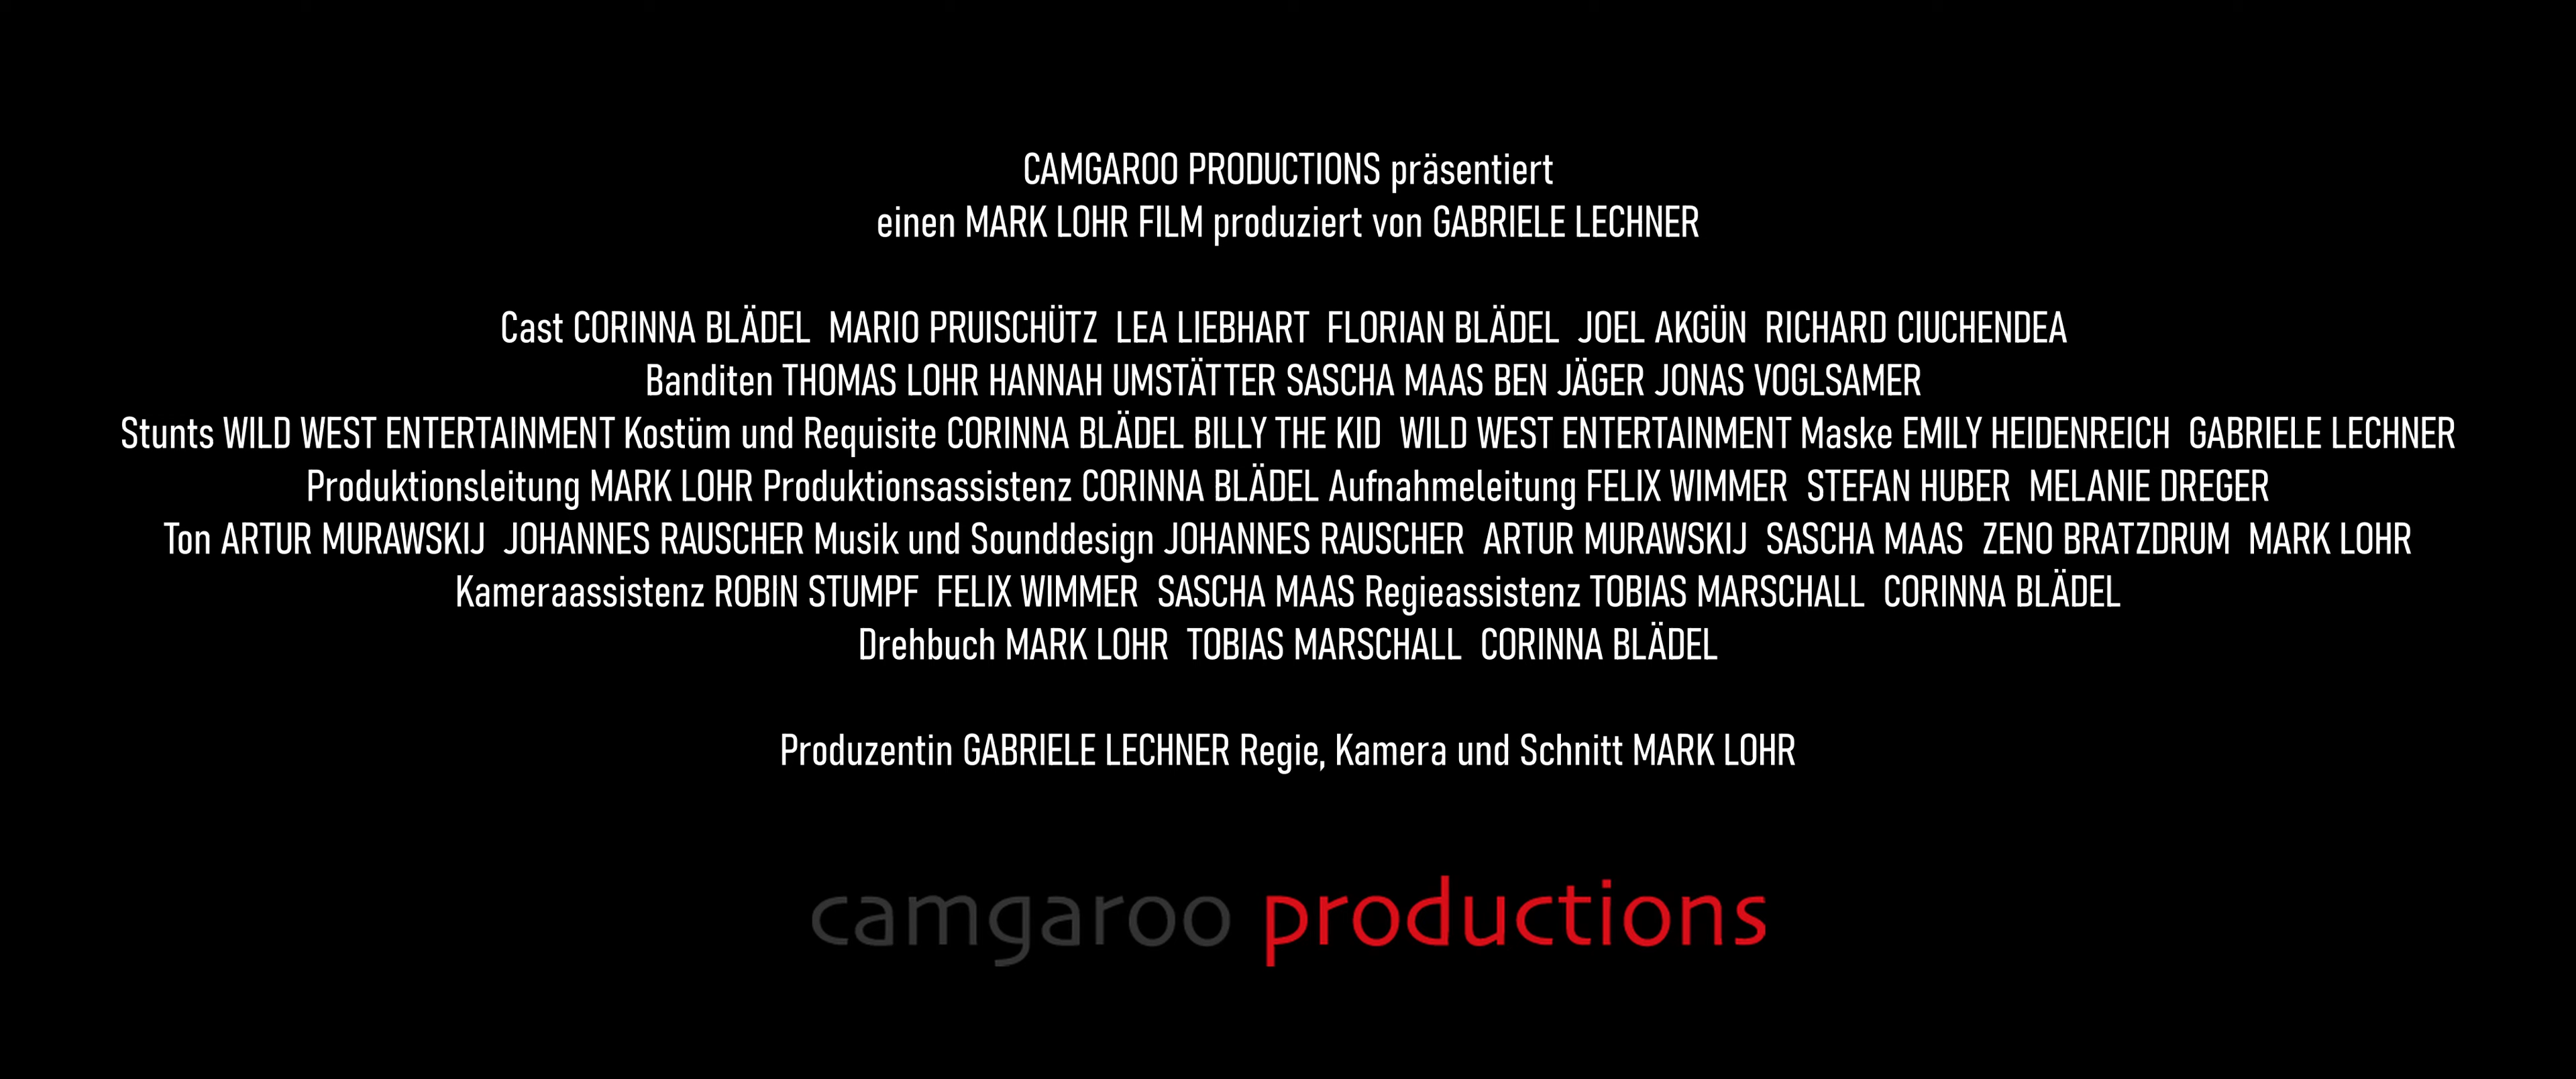 CAMGAROO PRODUCTIONS präsentiert
einen MARK LOHR FILM produziert von GABRIELE LECHNER
Cast CORINNA BLÄDEL  MARIO PRUISCHÜTZ  LEA LIEBHART  FLORIAN BLÄDEL  JOEL AKGÜN  RICHARD CIUCHENDEA
Banditen THOMAS LOHR HANNAH UMSTÄTTER SASCHA MAAS BEN JÄGER JONAS VOGLSAMER
Stunts WILD WEST ENTERTAINMENT Kostüm und Requisite CORINNA BLÄDEL BILLY THE KID  WILD WEST ENTERTAINMENT Maske EMILY HEIDENREICH  GABRIELE LECHNER
Produktionsleitung MARK LOHR Produktionsassistenz CORINNA BLÄDEL Aufnahmeleitung FELIX WIMMER  STEFAN HUBER  MELANIE DREGER
Ton ARTUR MURAWSKIJ  JOHANNES RAUSCHER Musik und Sounddesign JOHANNES RAUSCHER  ARTUR MURAWSKIJ  SASCHA MAAS  ZENO BRATZDRUM  MARK LOHR
Kameraassistenz ROBIN STUMPF  FELIX WIMMER  SASCHA MAAS Regieassistenz TOBIAS MARSCHALL  CORINNA BLÄDEL
Drehbuch MARK LOHR  TOBIAS MARSCHALL  CORINNA BLÄDEL
Produzentin GABRIELE LECHNER Regie, Kamera und Schnitt MARK LOHR
camgaroo productions